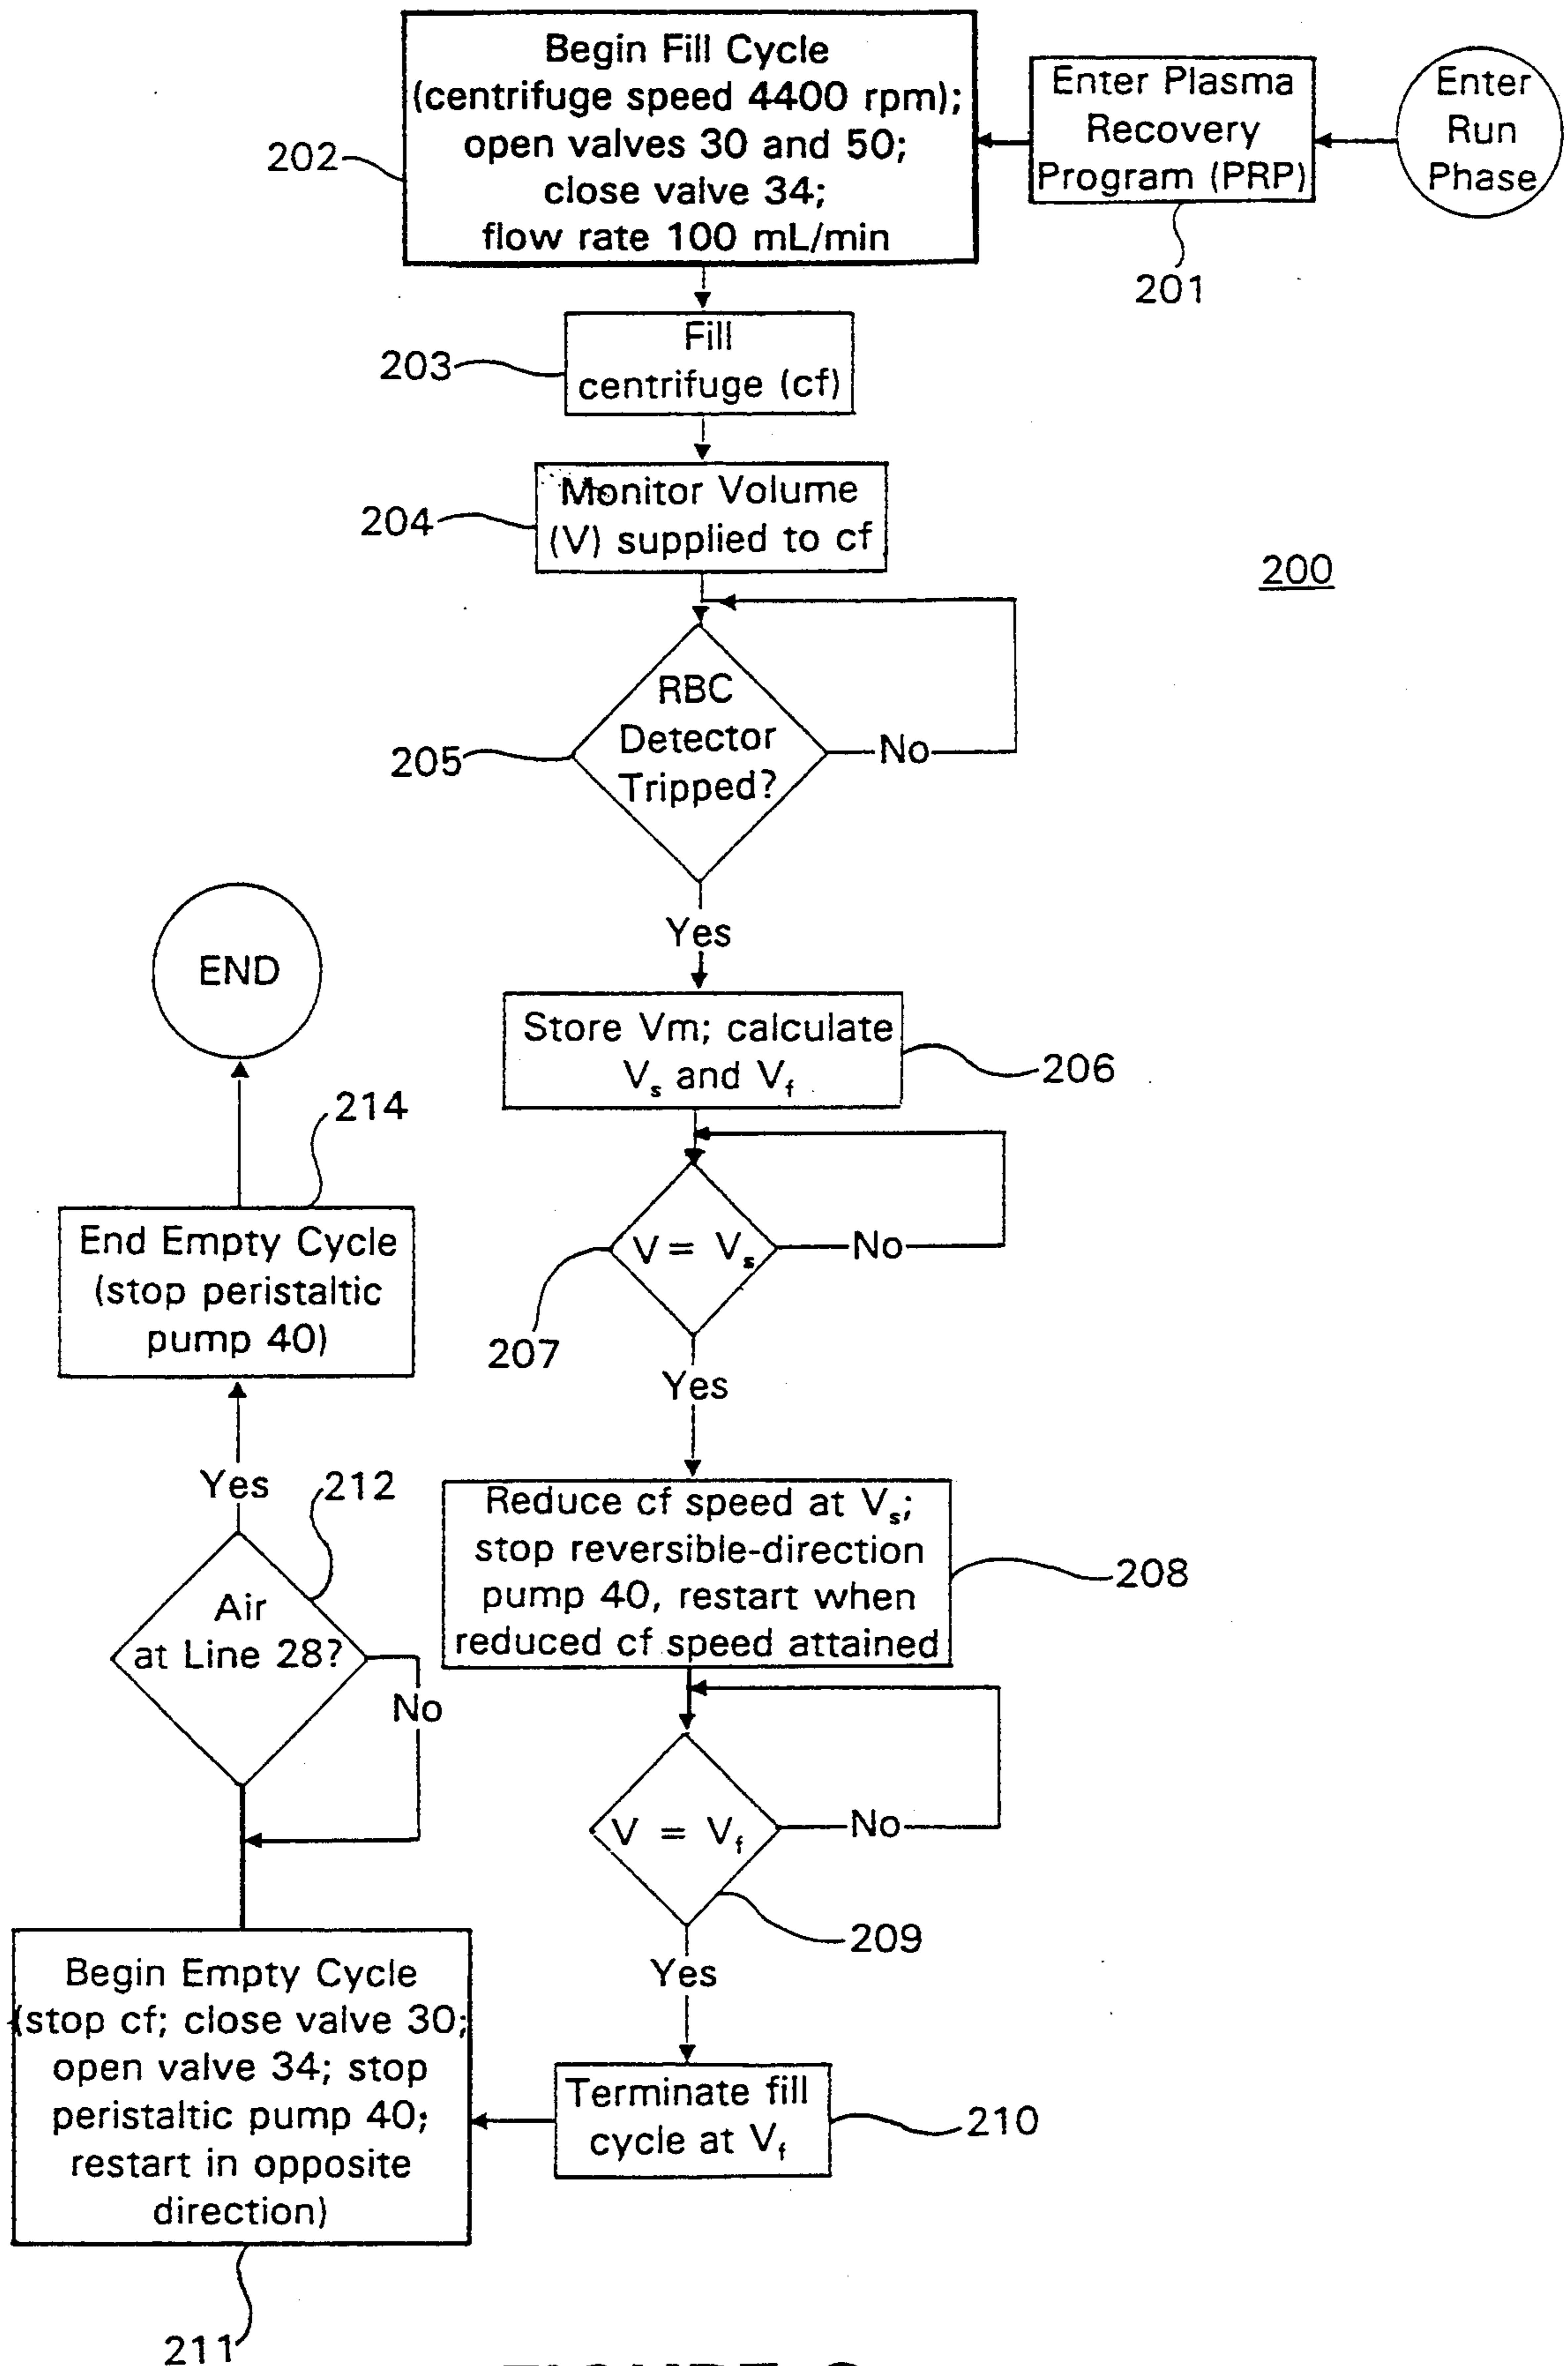 Enter
Run
Phase
Enter Plasma
Recovery
Program (PRP)
201
Begin Fill Cycle
(centrifuge speed 4400 rpm);
open valves 30 and 50;
close valve 34;
flow rate 100 mL/min
202
Fill
centrifuge (cf)
203
Monitor Volume
(V) supplied to cf
204
200
RBC
Detector
Tripped?
205
No
Yes
Store Vm; calculate
Vs and Vf
206
V = Vs
No
207
Yes
Reduce cf speed at Vs;
stop reversible-direction
pump 40, restart when
reduced cf speed attained
208
V = Vf
No
209
Yes
Terminate fill
cycle at Vf
210
Begin Empty Cycle
(stop cf; close valve 30;
open valve 34; stop
peristaltic pump 40;
restart in opposite
direction)
211
Air
at Line 28?
212
No
Yes
End Empty Cycle
(stop peristaltic
pump 40)
214
END